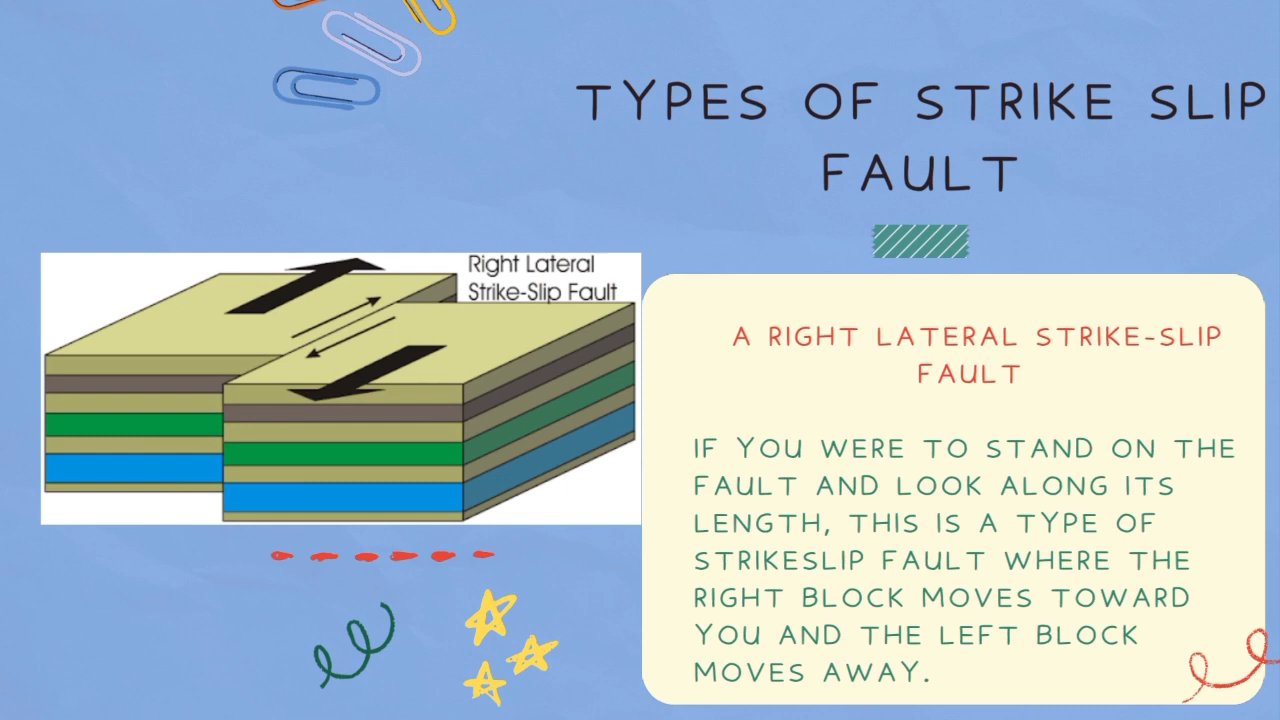 TYPES OF STRIKE SLIP
FAULT
Right Lateral
Strike-Slip Fault
A RIGHT LATERAL STRIKE-SLIP
FAULT
IF YOU WERE TO STAND ON THE
FAULT AND LOOK ALONG ITS
LENGTH, THIS IS A TYPE OF
STRIKESLIP FAULT WHERE THE
RIGHT BLOCK MOVES TOWARD
YOU AND THE LEFT BLOCK
MOVES AWAY.